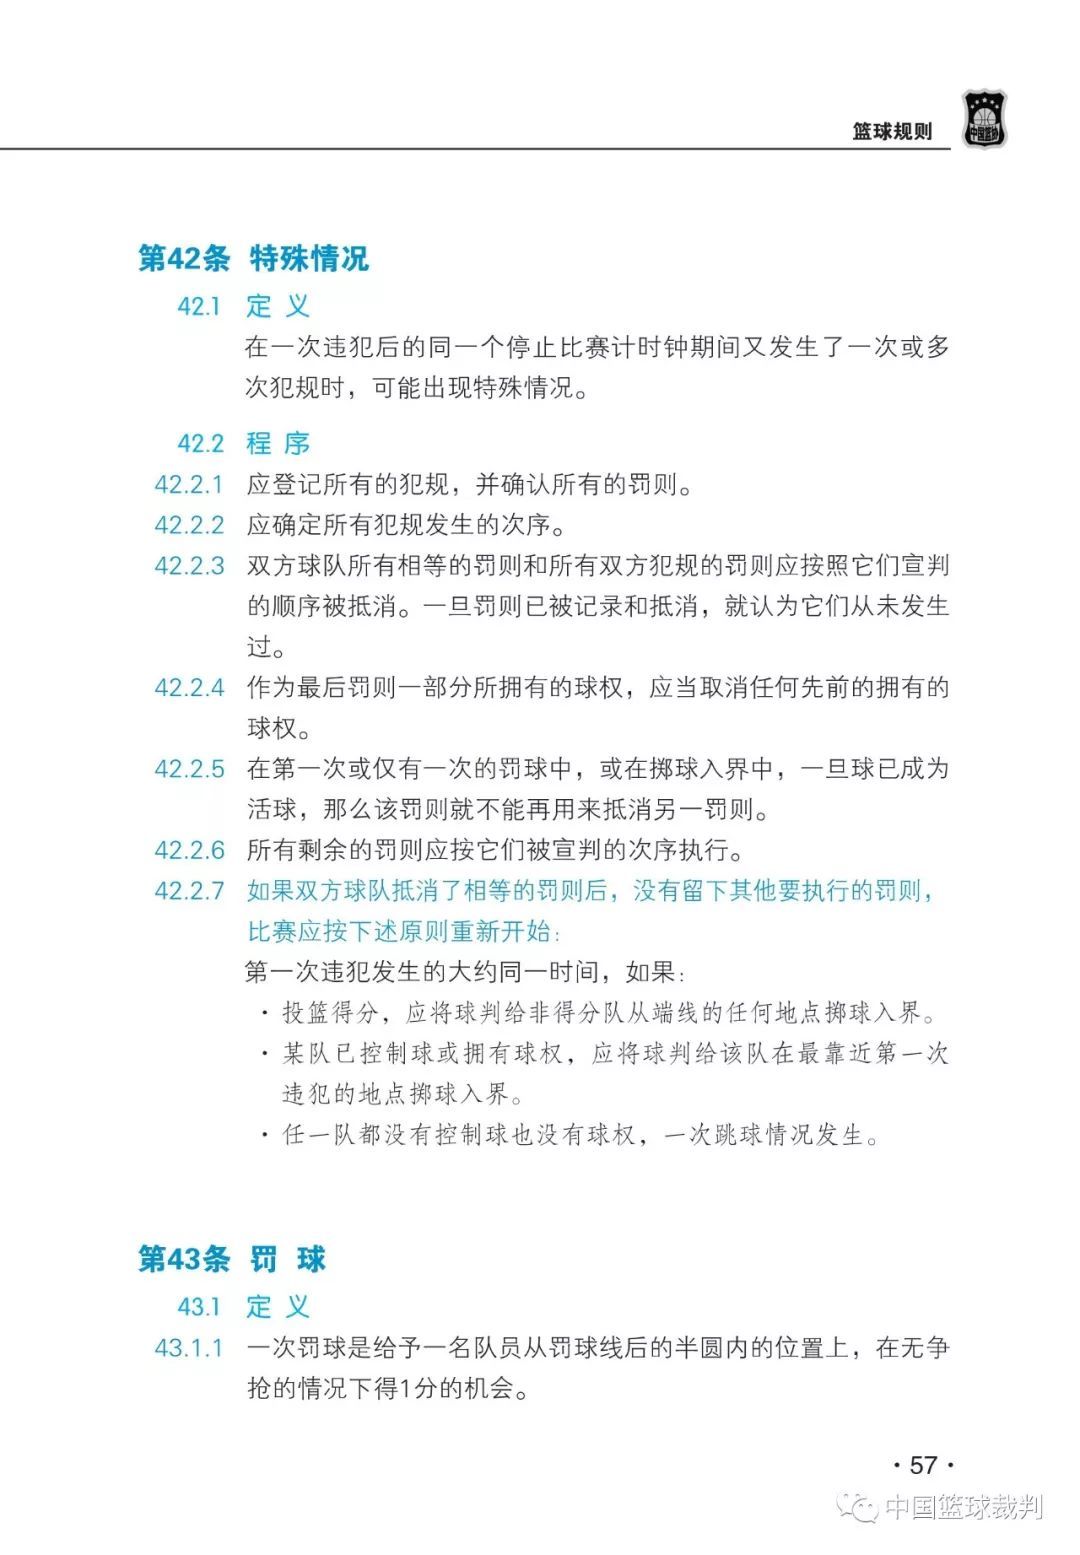 篮球规则
中国篮协
第42条 特殊情况
42.1 定 义
在一次违犯后的同一个停止比赛计时钟期间又发生了一次或多
次犯规时，可能出现特殊情况。
42.2 程 序
42.2.1 应登记所有的犯规，并确认所有的罚则。
42.2.2 应确定所有犯规发生的次序。
42.2.3 双方球队所有相等的罚则和所有双方犯规的罚则应按照它们宣判
的顺序被抵消。一旦罚则已被记录和抵消，就认为它们从未发生
过。
42.2.4 作为最后罚则一部分所拥有的球权，应当取消任何先前的拥有的
球权。
42.2.5 在第一次或仅有一次的罚球中，或在掷球入界中，一旦球已成为
活球，那么该罚则就不能再用来抵消另一罚则。
42.2.6 所有剩余的罚则应按它们被宣判的次序执行。
42.2.7 如果双方球队抵消了相等的罚则后，没有留下其他要执行的罚则，
比赛应按下述原则重新开始：
第一次违犯发生的大约同一时间，如果：
· 投篮得分，应将球判给非得分队从端线的任何地点掷球入界。
· 某队已控制球或拥有球权，应将球判给该队在最靠近第一次
违犯的地点掷球入界。
· 任一队都没有控制球也没有球权，一次跳球情况发生。
第43条 罚 球
43.1 定 义
43.1.1 一次罚球是给予一名队员从罚球线后的半圆内的位置上，在无争
抢的情况下得1分的机会。
· 57 ·
中国篮球裁判